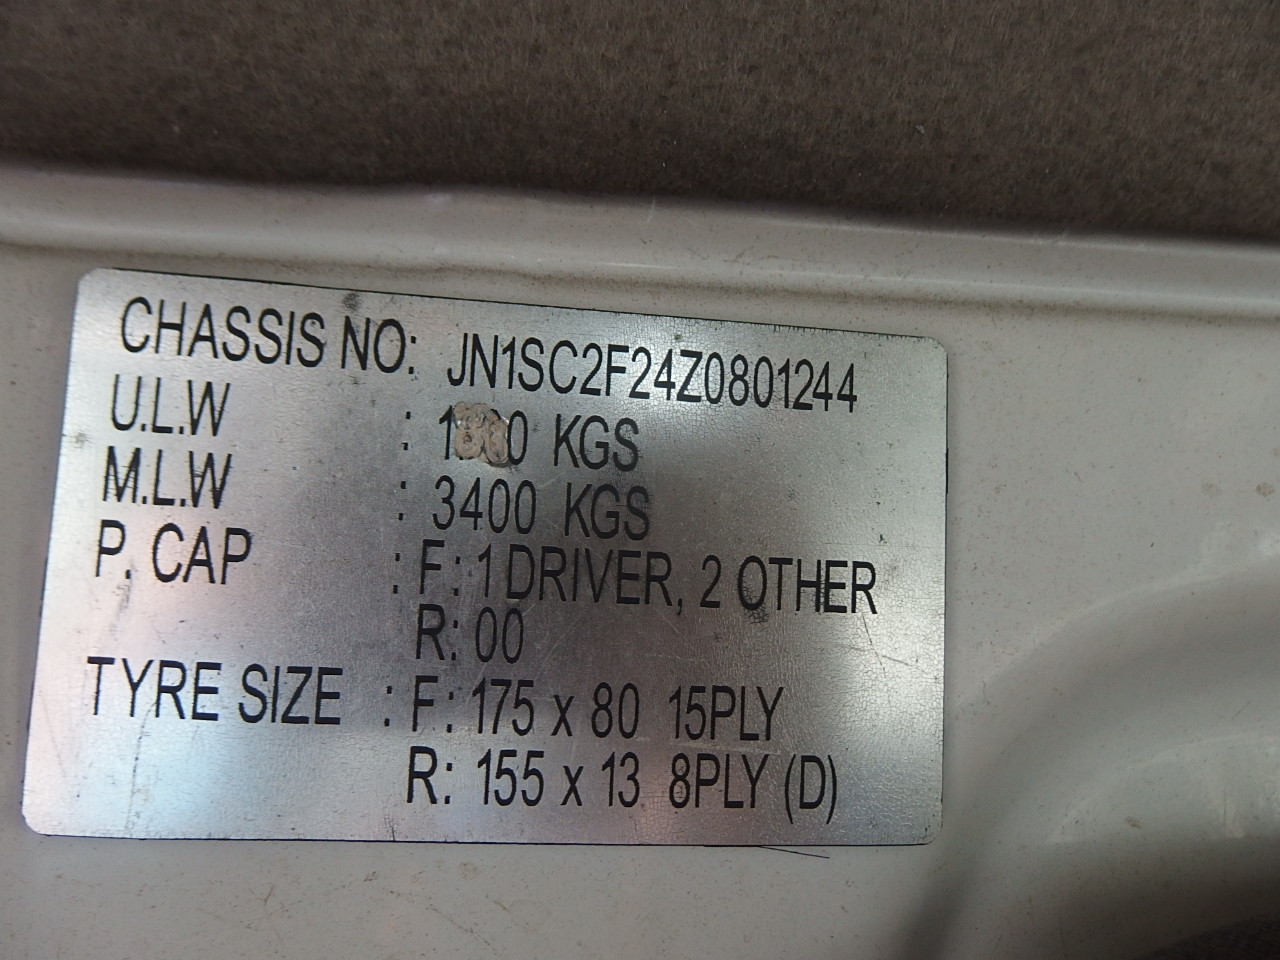 CHASSIS NO: JN1SC2F24Z0801244
U.L.W : KGS
M.L.W : 3400 KGS
P. CAP : F: 1 DRIVER, 2 OTHER
R: 00
TYRE SIZE : F: 175 x 80 15PLY
R: 155 x 13 8PLY (D)